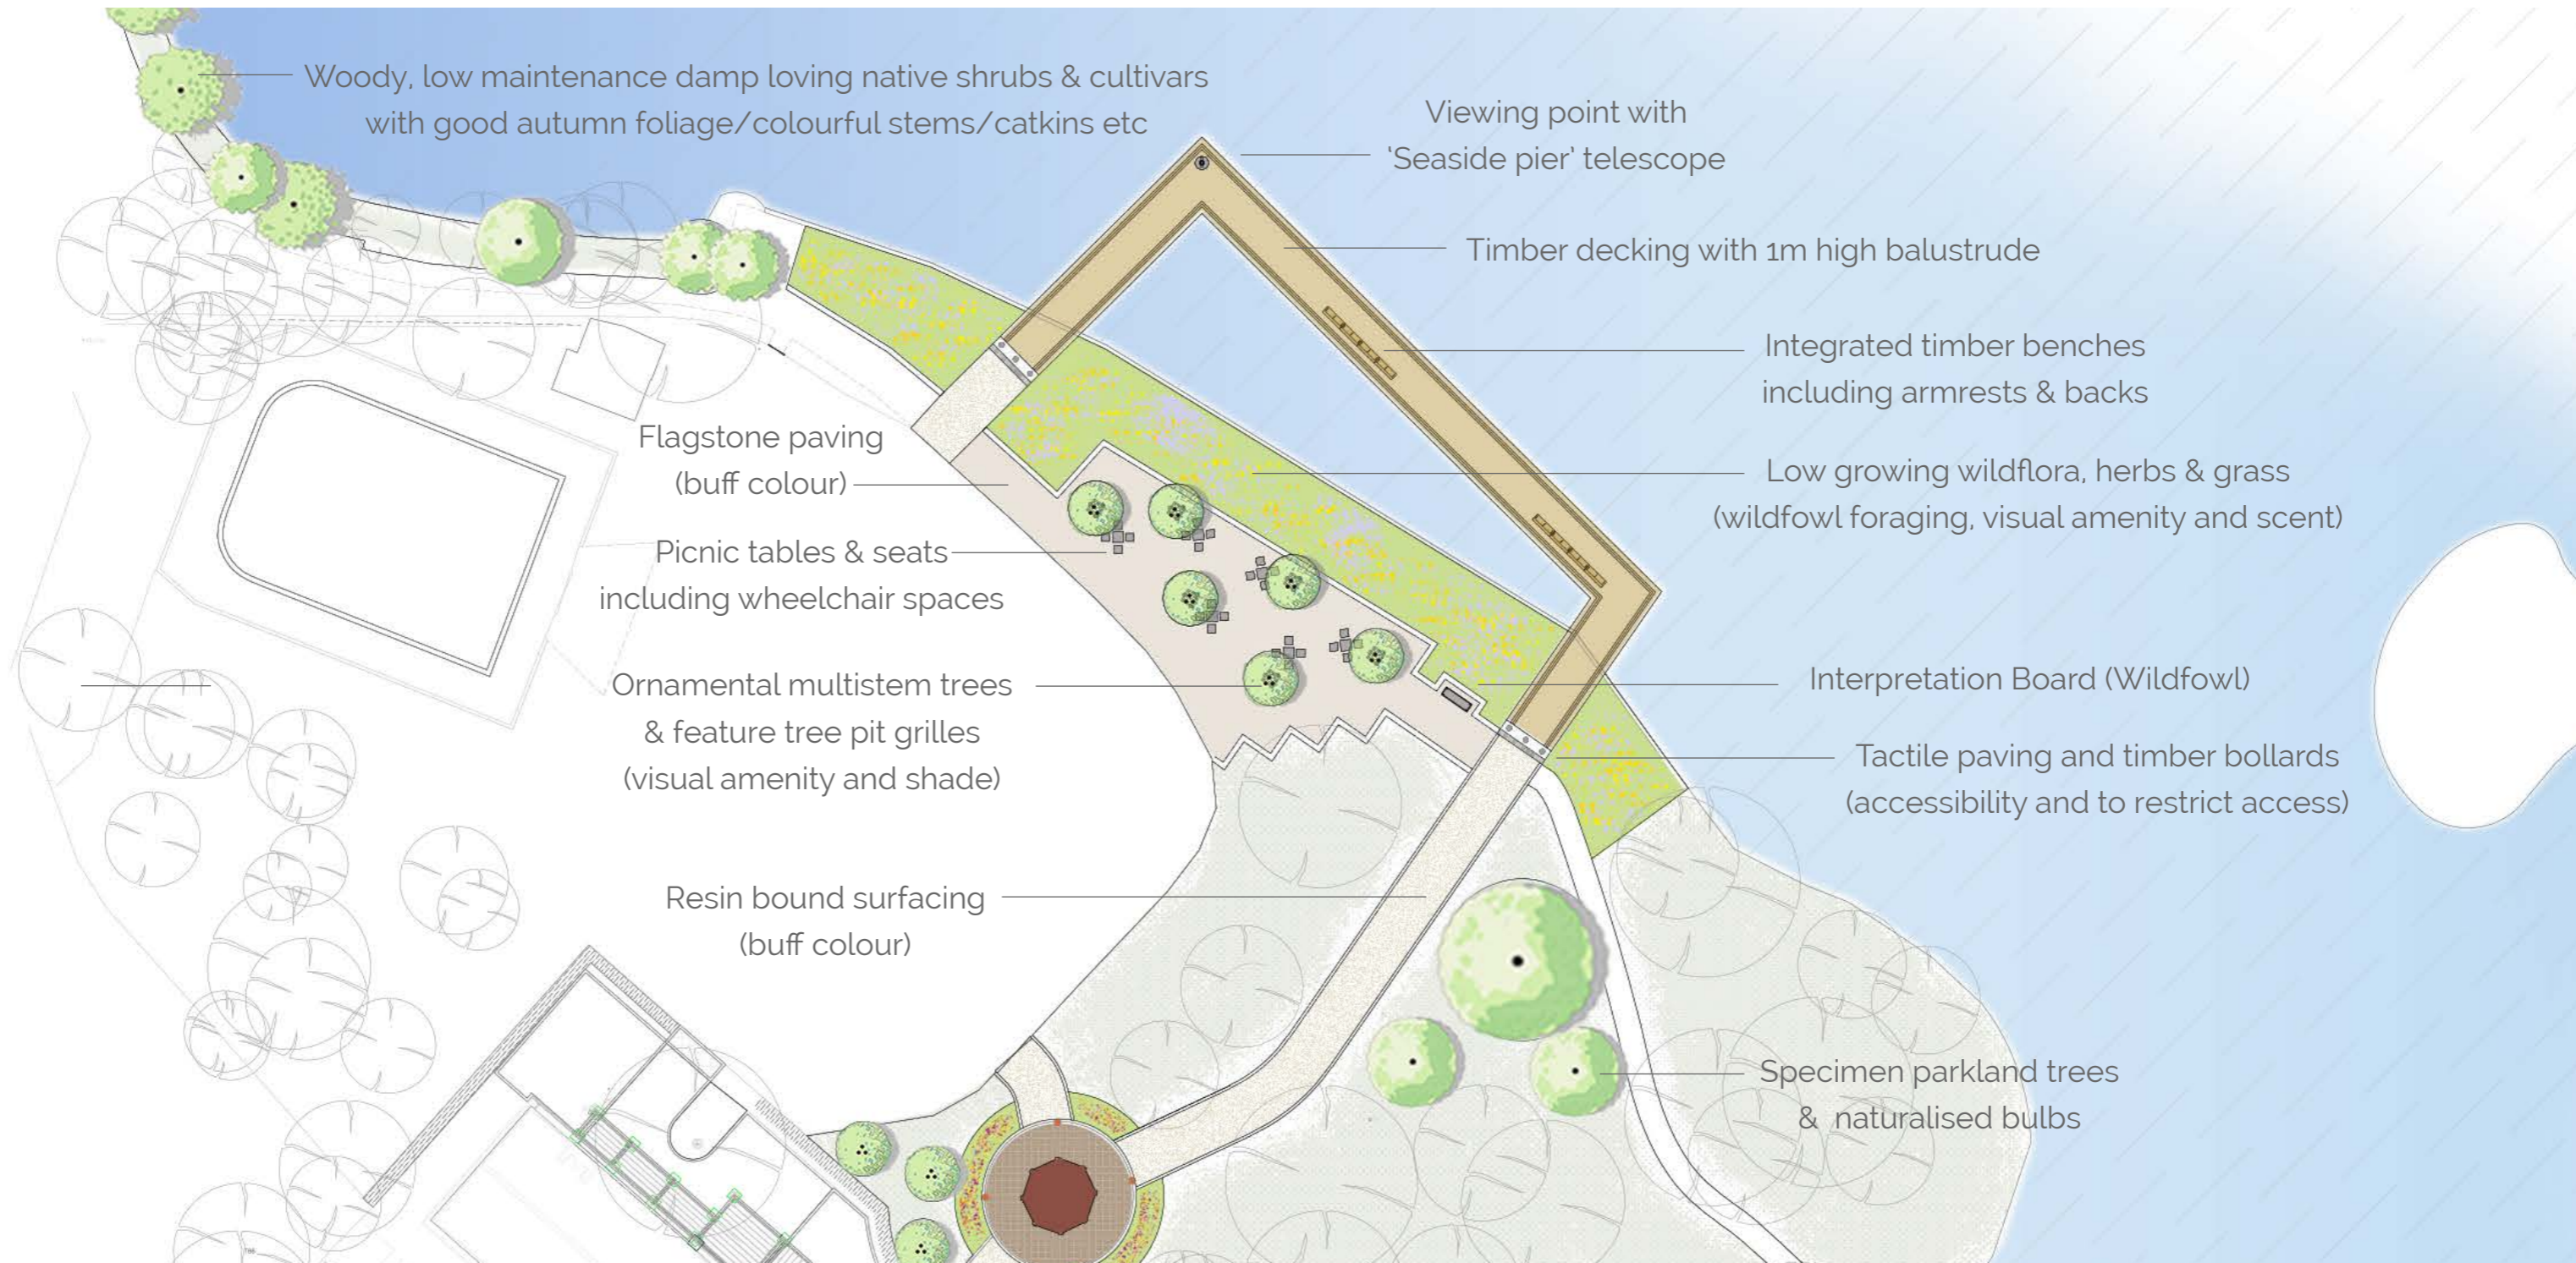 Woody, low maintenance damp loving native shrubs & cultivars
with good autumn foliage/colourful stems/catkins etc
Viewing point with
‘Seaside pier’ telescope
Timber decking with 1m high balustrude
Integrated timber benches
including armrests & backs
Flagstone paving
(buff colour)
Low growing wildflora, herbs & grass
(wildfowl foraging, visual amenity and scent)
Picnic tables & seats
including wheelchair spaces
Ornamental multistem trees
& feature tree pit grilles
(visual amenity and shade)
Interpretation Board (Wildfowl)
Tactile paving and timber bollards
(accessibility and to restrict access)
Resin bound surfacing
(buff colour)
Specimen parkland trees
& naturalised bulbs